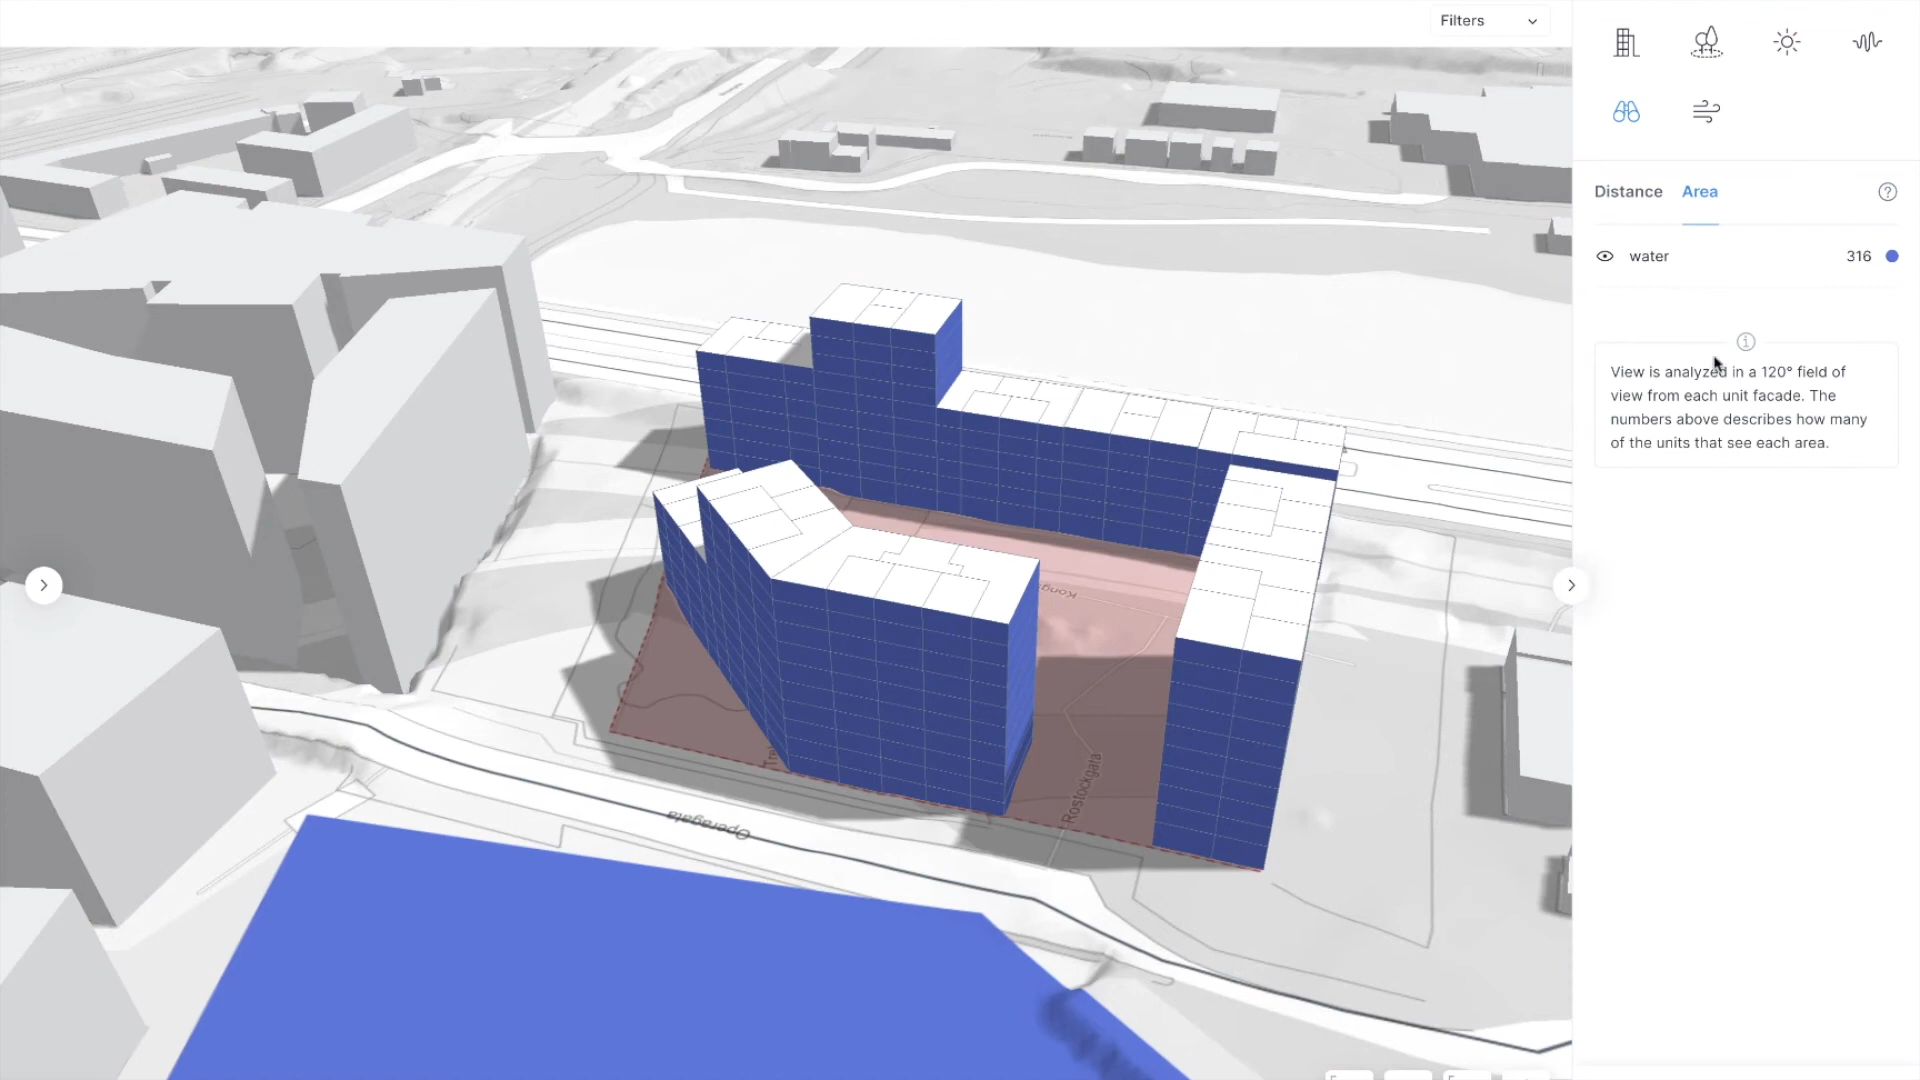 Filters
Distance Area
water 316
View is analyzed in a 120° field of
view from each unit facade. The
numbers above describes how many
of the units that see each area.
Rostockgata
Operagata